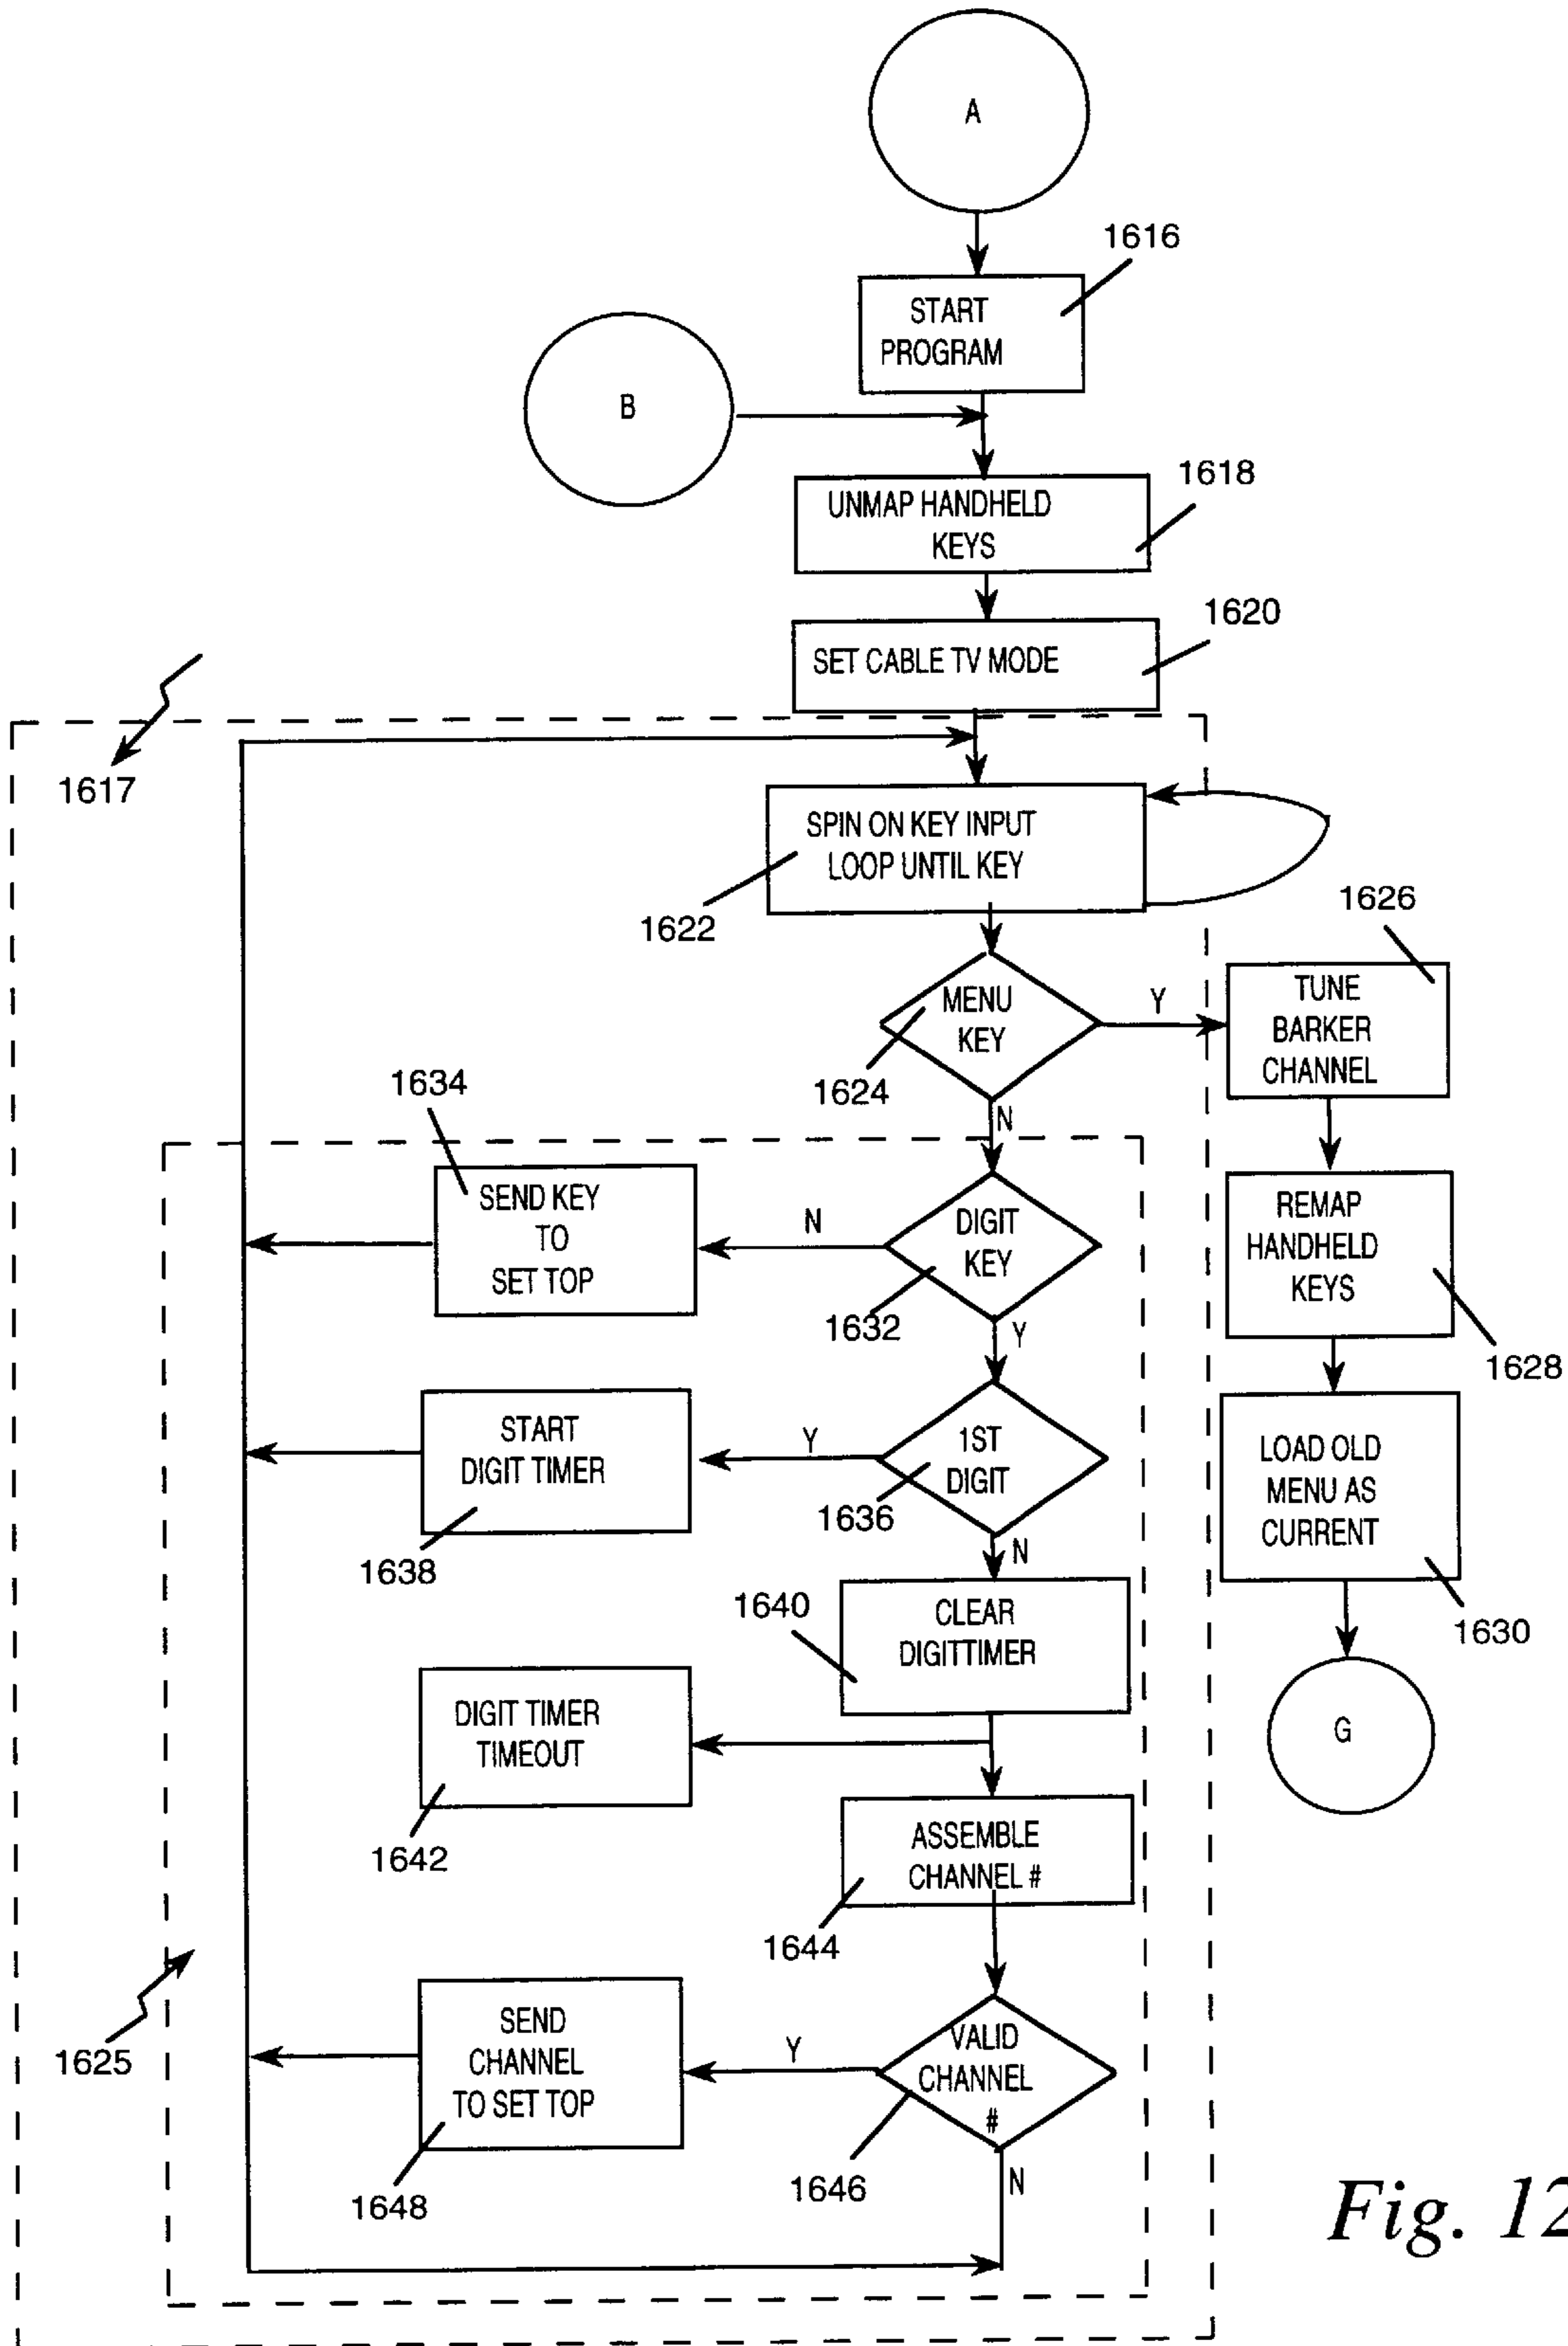 A
1616
START
PROGRAM
B
1618
UNMAP HANDHELD
KEYS
1620
SET CABLE TV MODE
1617
SPIN ON KEY INPUT
LOOP UNTIL KEY
1622
1626
MENU
KEY
Y
TUNE
BARKER
CHANNEL
1624
N
1634
SEND KEY
TO
SET TOP
N
DIGIT
KEY
REMAP
HANDHELD
KEYS
1632
Y
1628
START
DIGIT TIMER
Y
1ST
DIGIT
LOAD OLD
MENU AS
CURRENT
1636
1638
N
1640
CLEAR
DIGITTIMER
1630
DIGIT TIMER
TIMEOUT
G
1642
ASSEMBLE
CHANNEL #
1644
1625
SEND
CHANNEL
TO SET TOP
Y
VALID
CHANNEL
#
1648
1646
N
Fig. 12